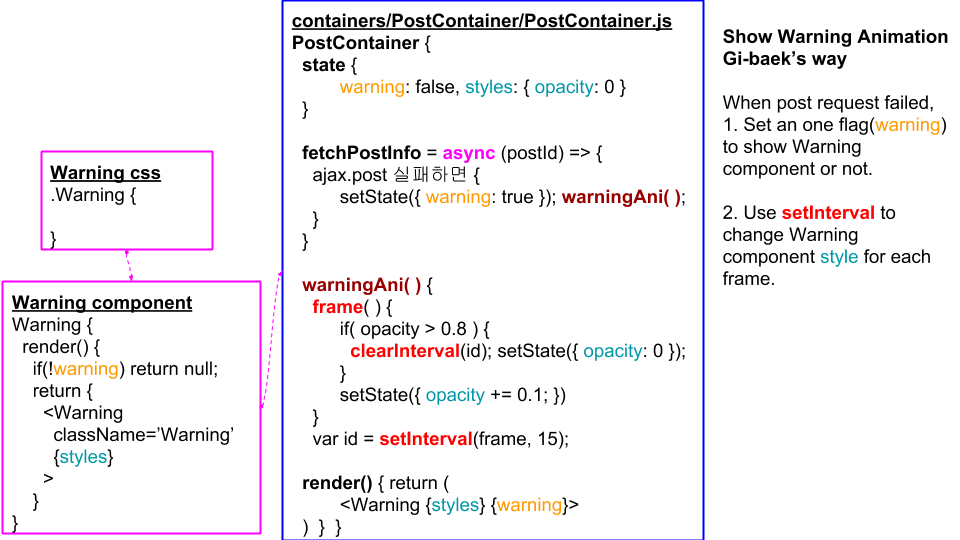 containers/PostContainer/PostContainer.js
PostContainer {
state {
warning: false, styles: { opacity: 0 }
}
fetchPostInfo = async (postId) => {
ajax.post 실패하면 {
setState({ warning: true }); warningAni( );
}
}
warningAni( ) {
frame( ) {
if( opacity > 0.8 ) {
clearInterval(id); setState({ opacity: 0 });
}
setState({ opacity += 0.1; })
}
var id = setInterval(frame, 15);
render() { return (
<Warning {styles} {warning}>
) } }
Warning css
.Warning {
}
Warning component
Warning {
render() {
if(!warning) return null;
return {
<Warning
className=’Warning’
{styles}
>
}
}
Show Warning Animation
Gi-baek’s way
When post request failed,
1. Set an one flag(warning)
to show Warning
component or not.
2. Use setInterval to
change Warning
component style for each
frame.